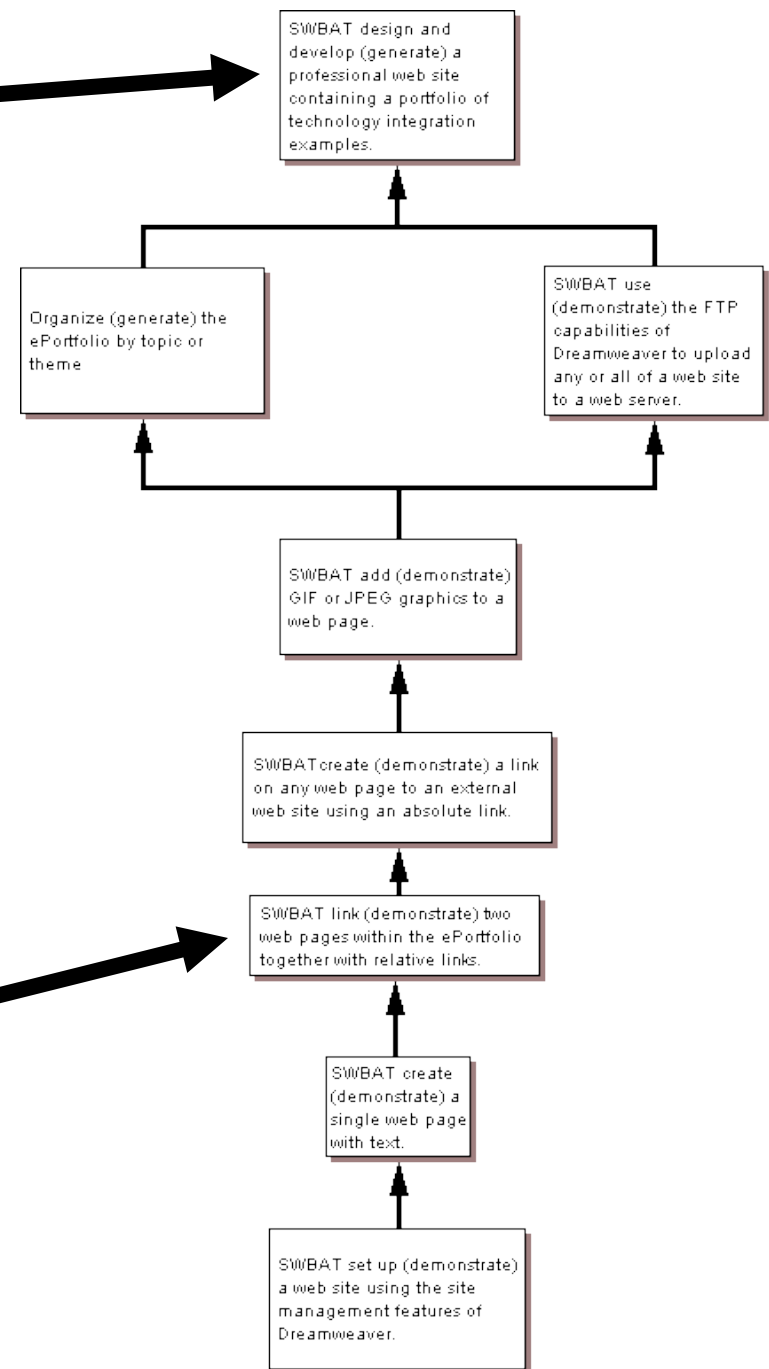 SWBAT design and
develop (generate) a
professional web site
containing a portfolio of
technology integration
examples.
Organize (generate) the
ePortfolio by topic or
theme
SWBAT use
(demonstrate) the FTP
capabilities of
Dreamweaver to upload
any or all of a web site
to a web server.
SWBAT add (demonstrate)
GIF or JPEG graphics to a
web page.
SWBATcreate (demonstrate) a link
on any web page to an external
web site using an absolute link.
SWBAT link (demonstrate) two
web pages within the ePortfolio
together with relative links.
SWBAT create
(demonstrate) a
single web page
with text.
SWBAT set up (demonstrate)
a web site using the site
management features of
Dreamweaver.